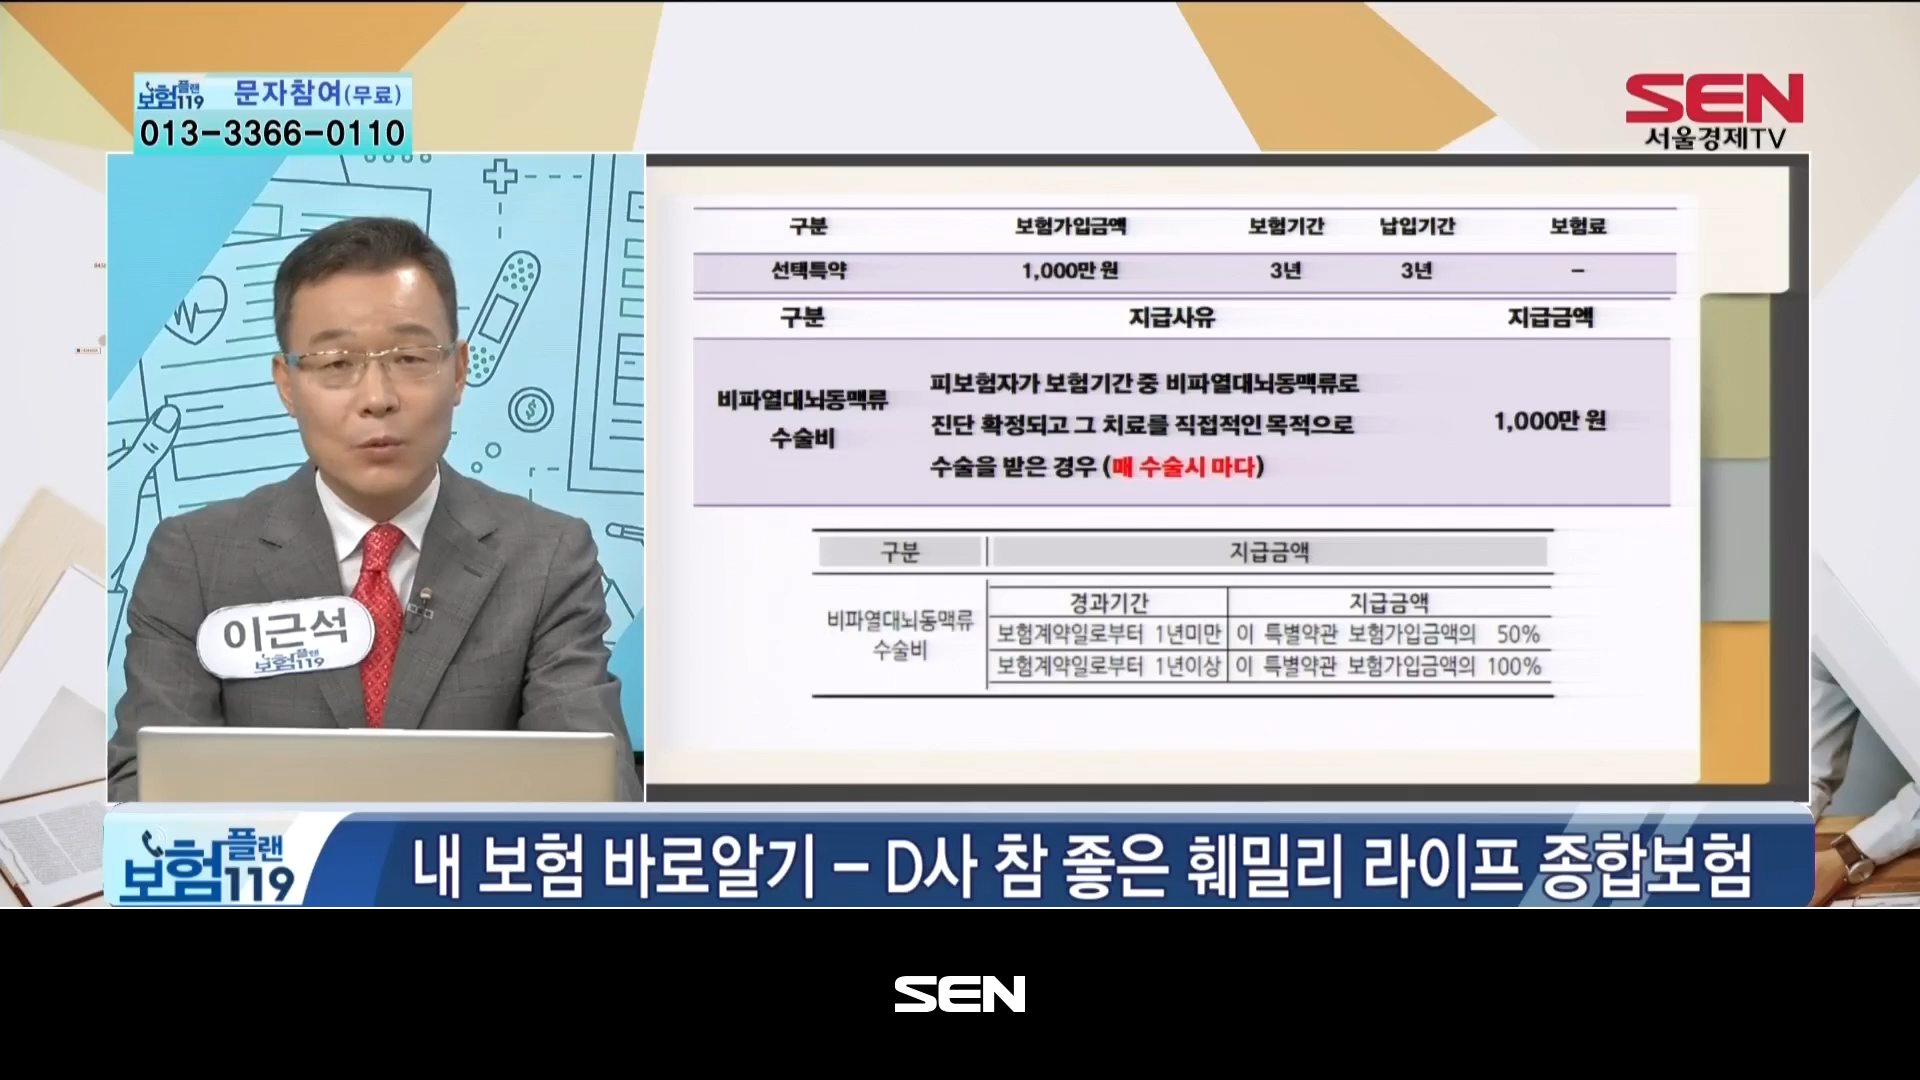 보험플랜119 문자참여(무료)
013-3366-0110
SEN
서울경제TV
구분 보험가입금액 보험기간 납입기간 보험료
선택특약 1,000만 원 3년 3년 -
구분 지급사유 지급금액
비파열대뇌동맥류
수술비
피보험자가 보험기간 중 비파열대뇌동맥류로
진단 확정되고 그 치료를 직접적인 목적으로
수술을 받은 경우 (매 수술시 마다)
1,000만 원
구분 지급금액
비파열대뇌동맥류
수술비
경과기간 지급금액
보험계약일로부터 1년미만 이 특별약관 보험가입금액의 50%
보험계약일로부터 1년이상 이 특별약관 보험가입금액의 100%
이근석
보험플랜119
보험플랜119
내 보험 바로알기 - D사 참 좋은 훼밀리 라이프 종합보험
SEN